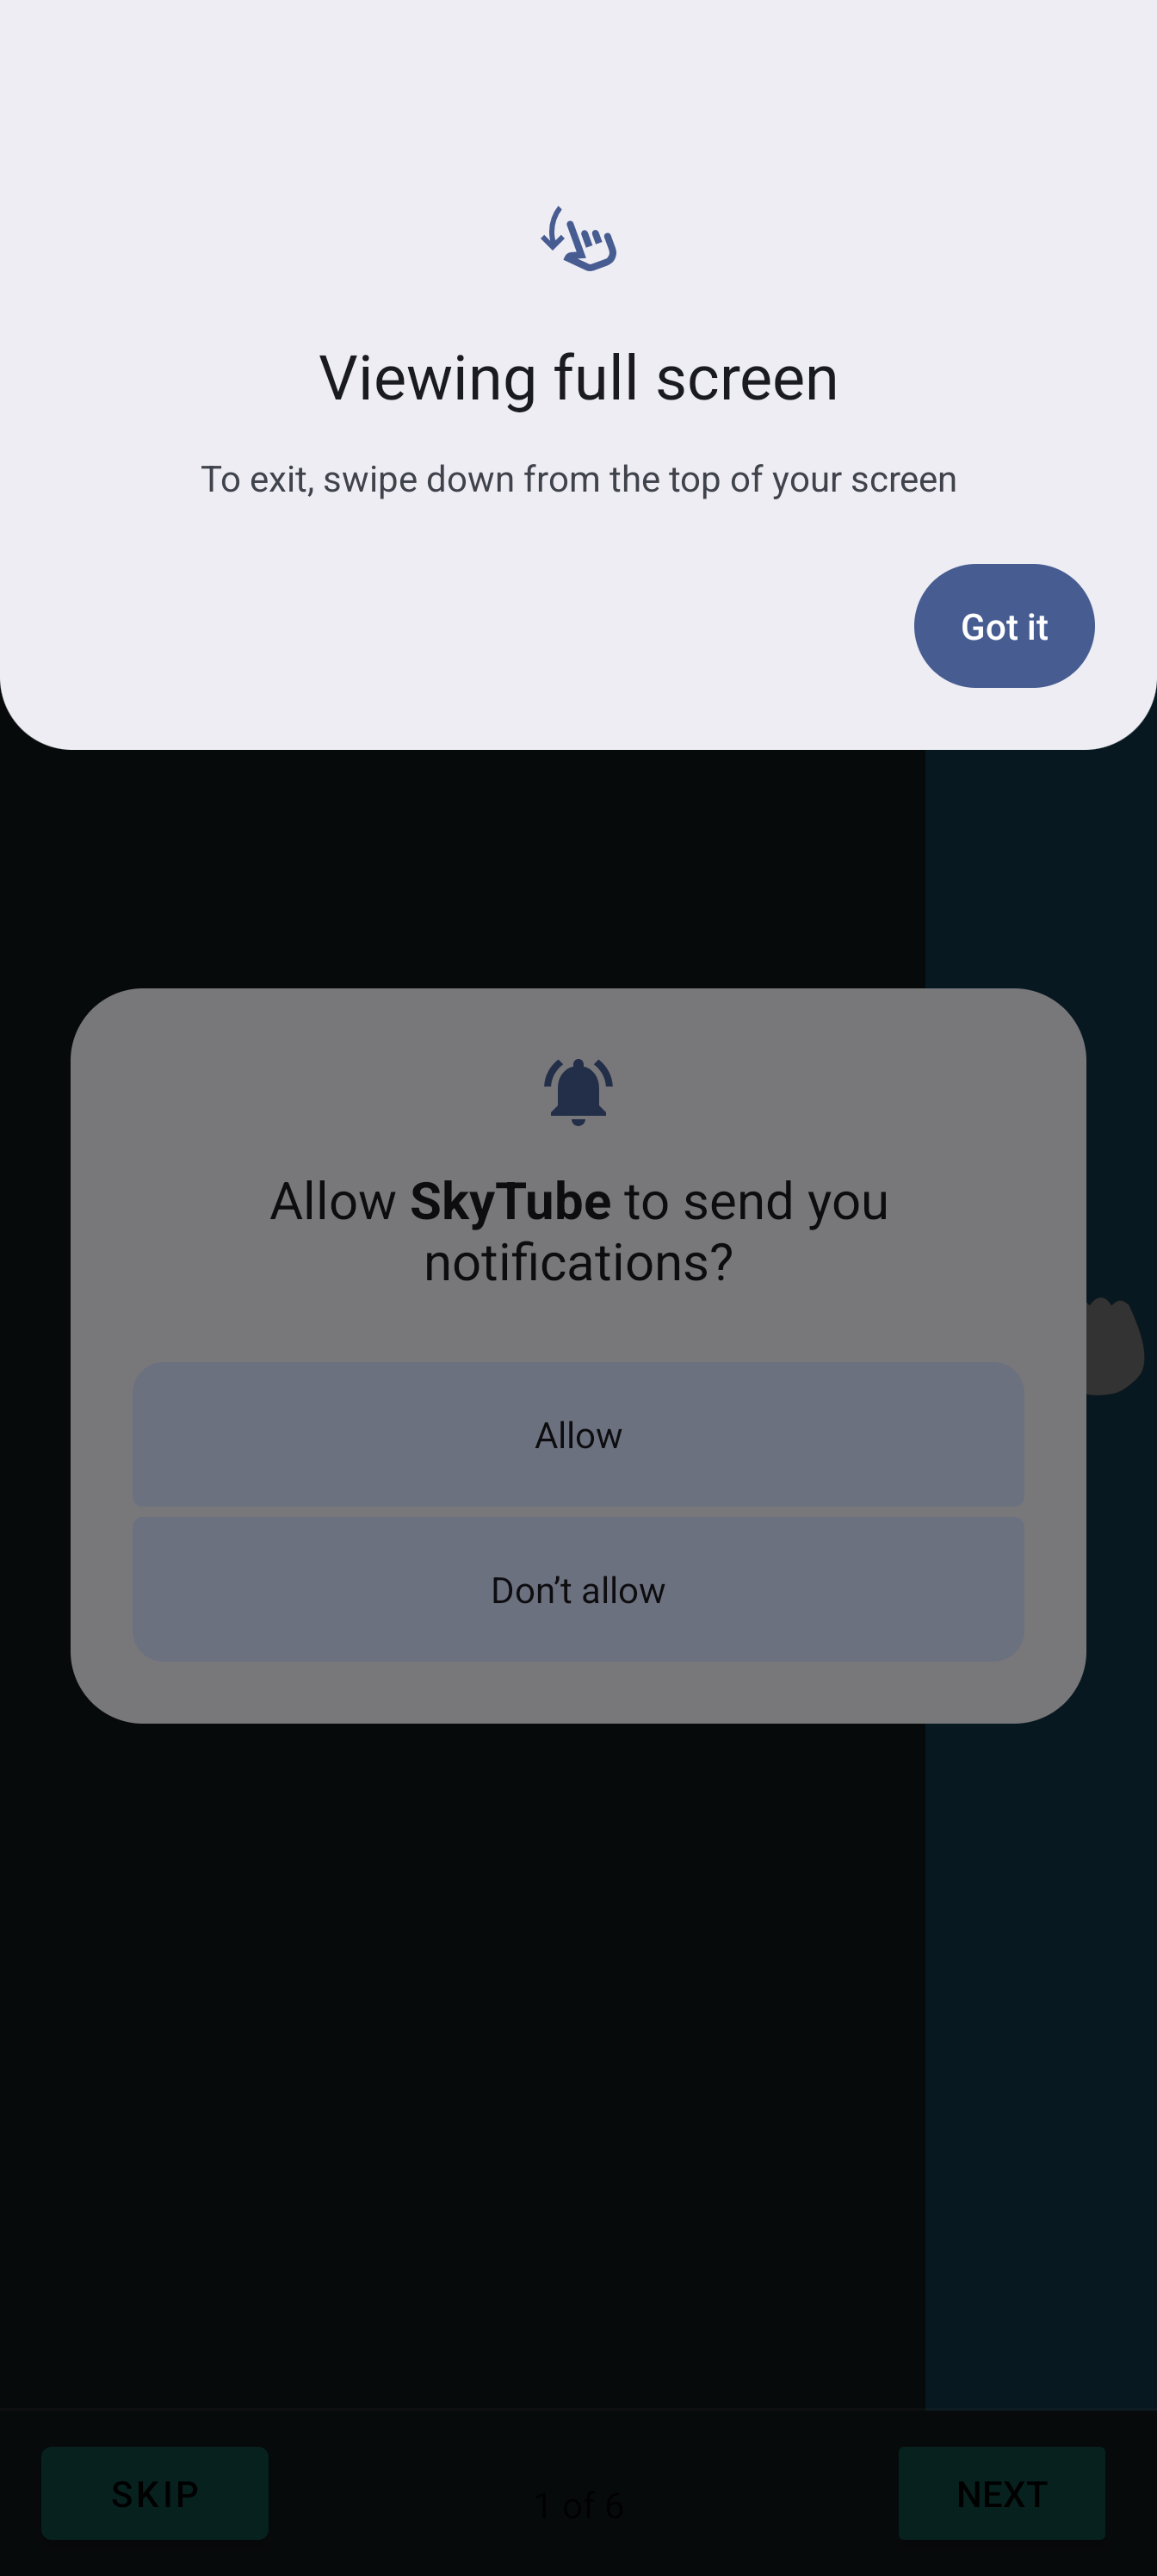 Viewing full screen
To exit, swipe down from the top of your screen
Got it
Allow SkyTube to send you
notifications?
Allow
Don’t allow
SKIP
1 of 6
NEXT